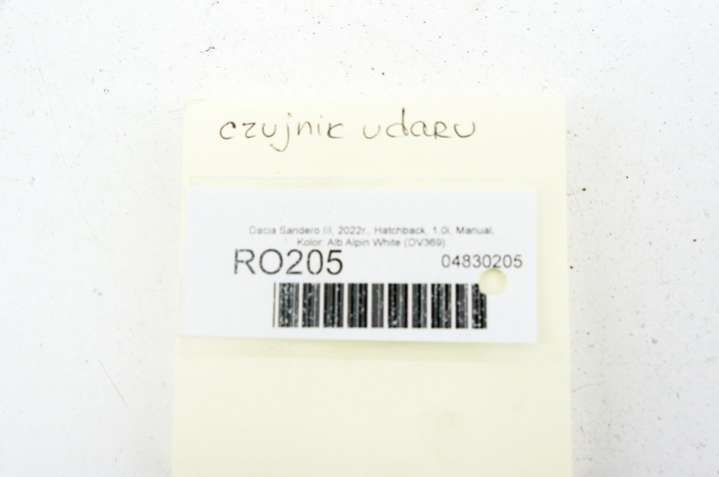 czujnik udaru
Dacia Sandero III, 2022r., Hatchback, 1.0i, Manual,
Kolor: Alb Alpin White (OV369)
RO205
04830205